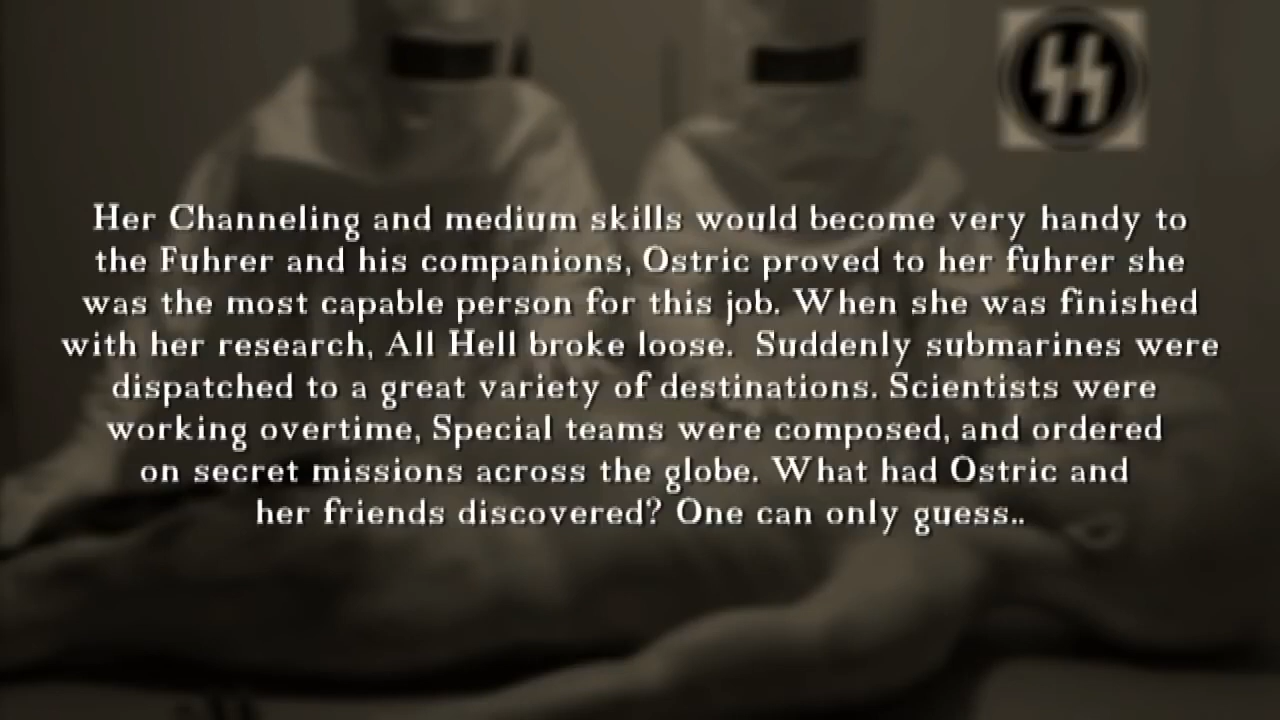 Her Channeling and medium skills would become very handy to
the Fuhrer and his companions, Ostric proved to her fuhrer she
was the most capable person for this job. When she was finished
with her research, All Hell broke loose.  Suddenly submarines were
dispatched to a great variety of destinations. Scientists were
working overtime, Special teams were composed, and ordered
on secret missions across the globe. What had Ostric and
her friends discovered? One can only guess..